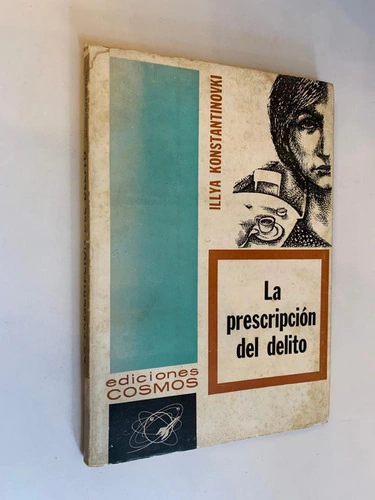 ILLYA KONSTANTINOVKI
La
prescripción
del delito
ediciones
COSMOS